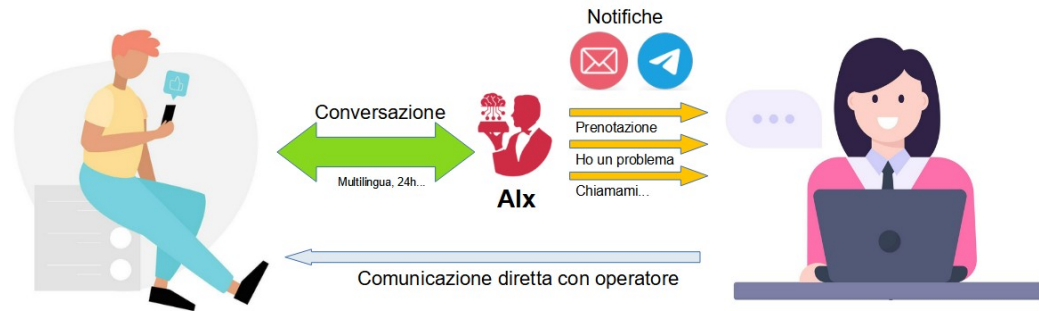 Notifiche
Conversazione
Multilingua, 24h...
AIx
Prenotazione
Ho un problema
Chiamami...
Comunicazione diretta con operatore